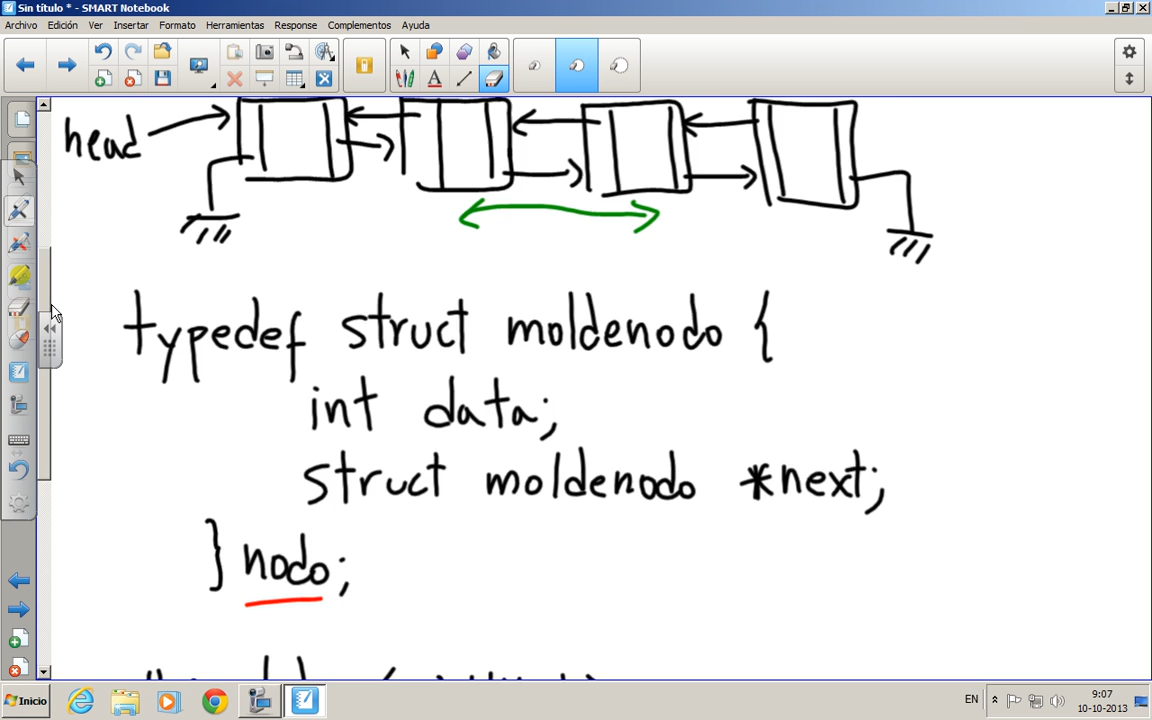 Sin título * - SMART Notebook
Archivo Edición Ver Insertar Formato Herramientas Response Complementos Ayuda
head
typedef struct moldenodo {
int data;
struct moldenodo *next;
} nodo;
Inicio
EN
9:07
10-10-2013